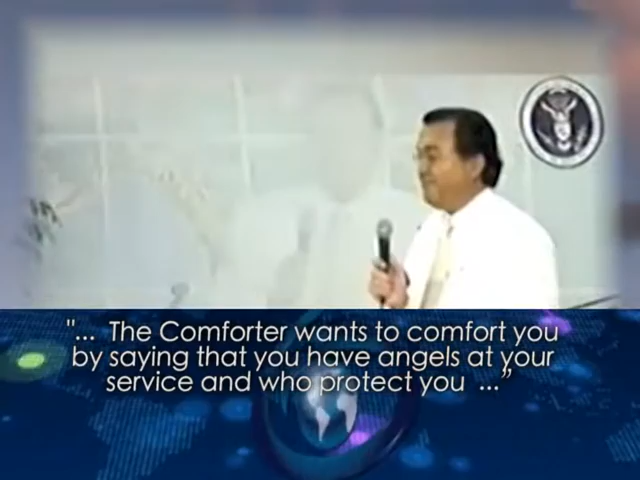 "... The Comforter wants to comfort you
by saying that you have angels at your
service and who protect you ..."